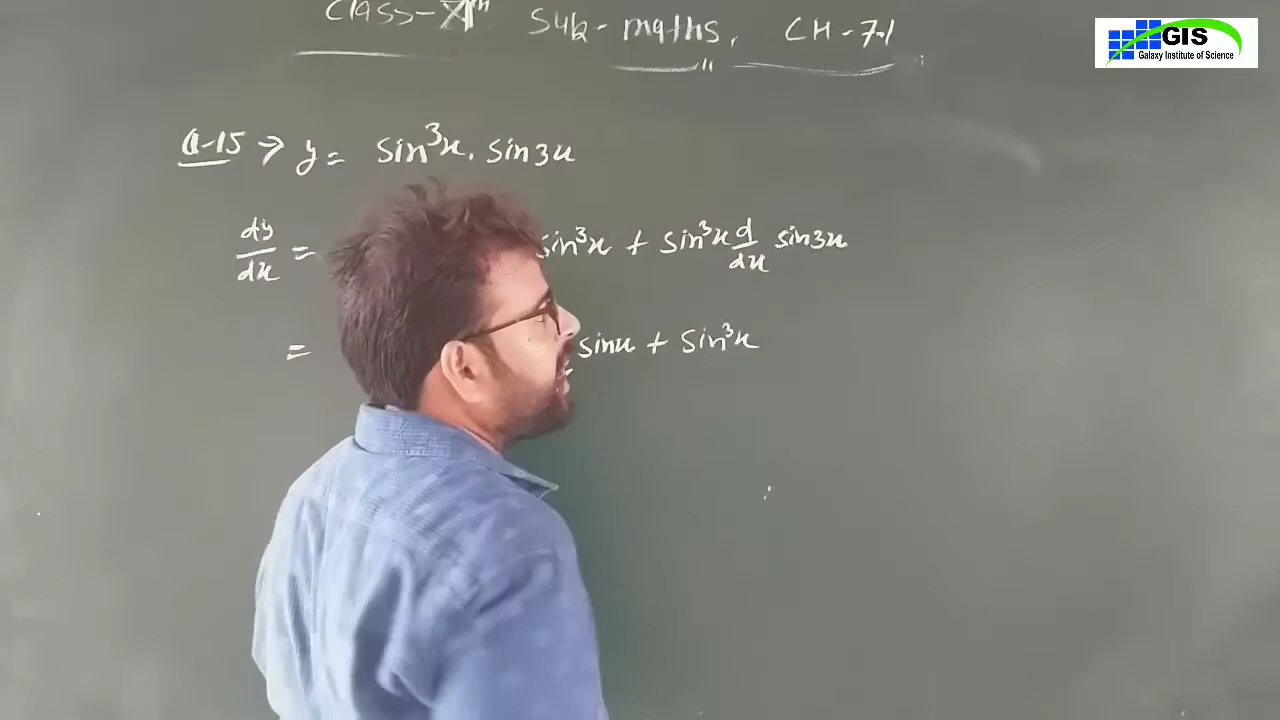 Class-XIth Sub- maths, CH-7.1
GIS
Galaxy Institute of Science
Q-15 → y = sin³x. sin3x
dy/dx = sin³x + sin³x d/dx sin3x
= sinx + sin³x